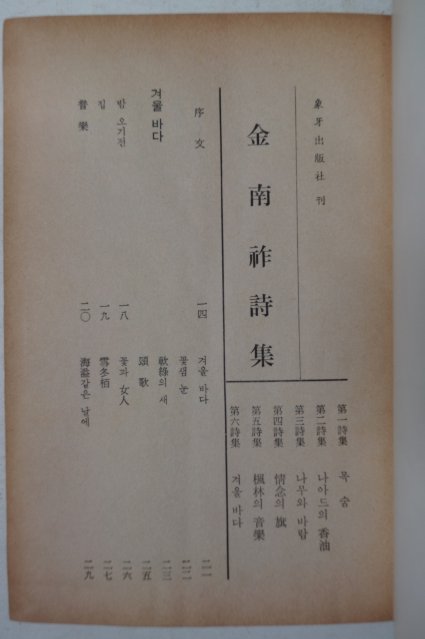 象牙出版社 刊
金南祚詩集
第一詩集 목숨
第二詩集 나아드의 香油
第三詩集 나무와 바람
第四詩集 情念의 旗
第五詩集 楓林의 音樂
第六詩集 겨울 바다
序文 一四
겨울 바다
밤 오기전 一八
집 一九
音樂 二〇
겨울 바다 二一
꽃샘 눈 二二
軟綠의 새 二三
頌歌 二五
꽃과 女人 二六
雪冬栢 二七
海溢같은 날에 二九